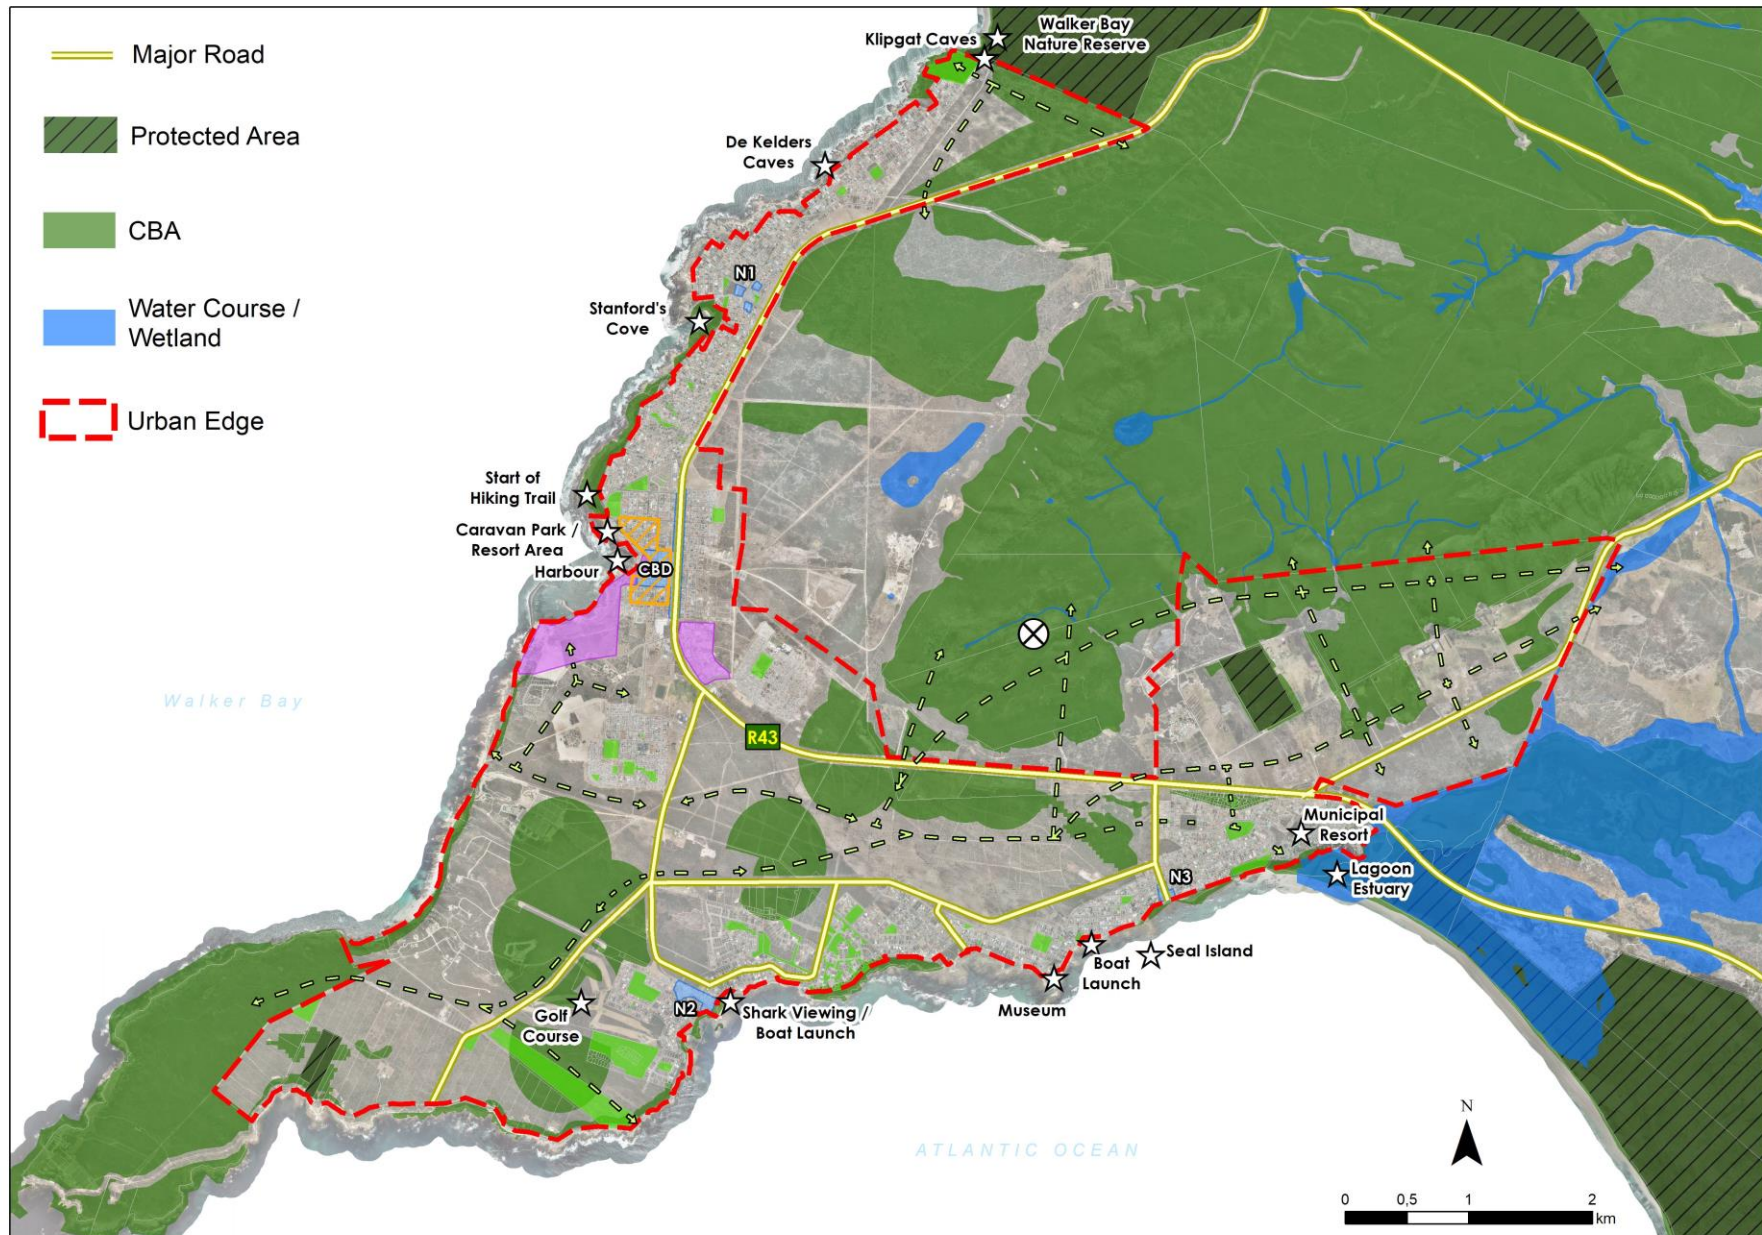 Major Road
Protected Area
CBA
Water Course /
Wetland
Urban Edge
Klipgat Caves
Walker Bay
Nature Reserve
De Kelders
Caves
N1
Stanford's
Cove
Start of
Hiking Trail
Caravan Park /
Resort Area
Harbour
CBD
Walker Bay
R43
Municipal
Resort
Lagoon
Estuary
N3
Seal Island
Boat
Launch
Museum
N2
Shark Viewing /
Boat Launch
Golf
Course
ATLANTIC OCEAN
N
0 0,5 1 2
km